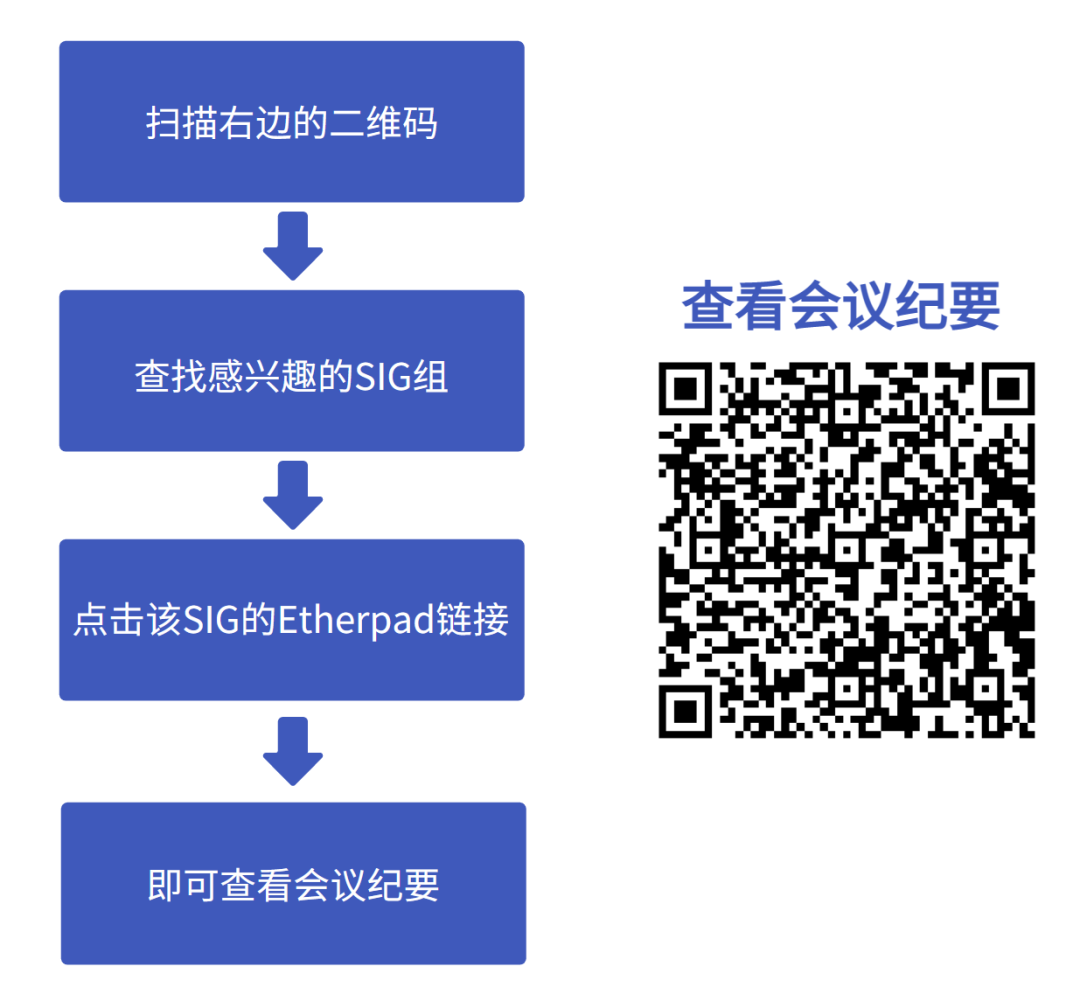 扫描右边的二维码
查找感兴趣的SIG组
点击该SIG的Etherpad链接
即可查看会议纪要
查看会议纪要